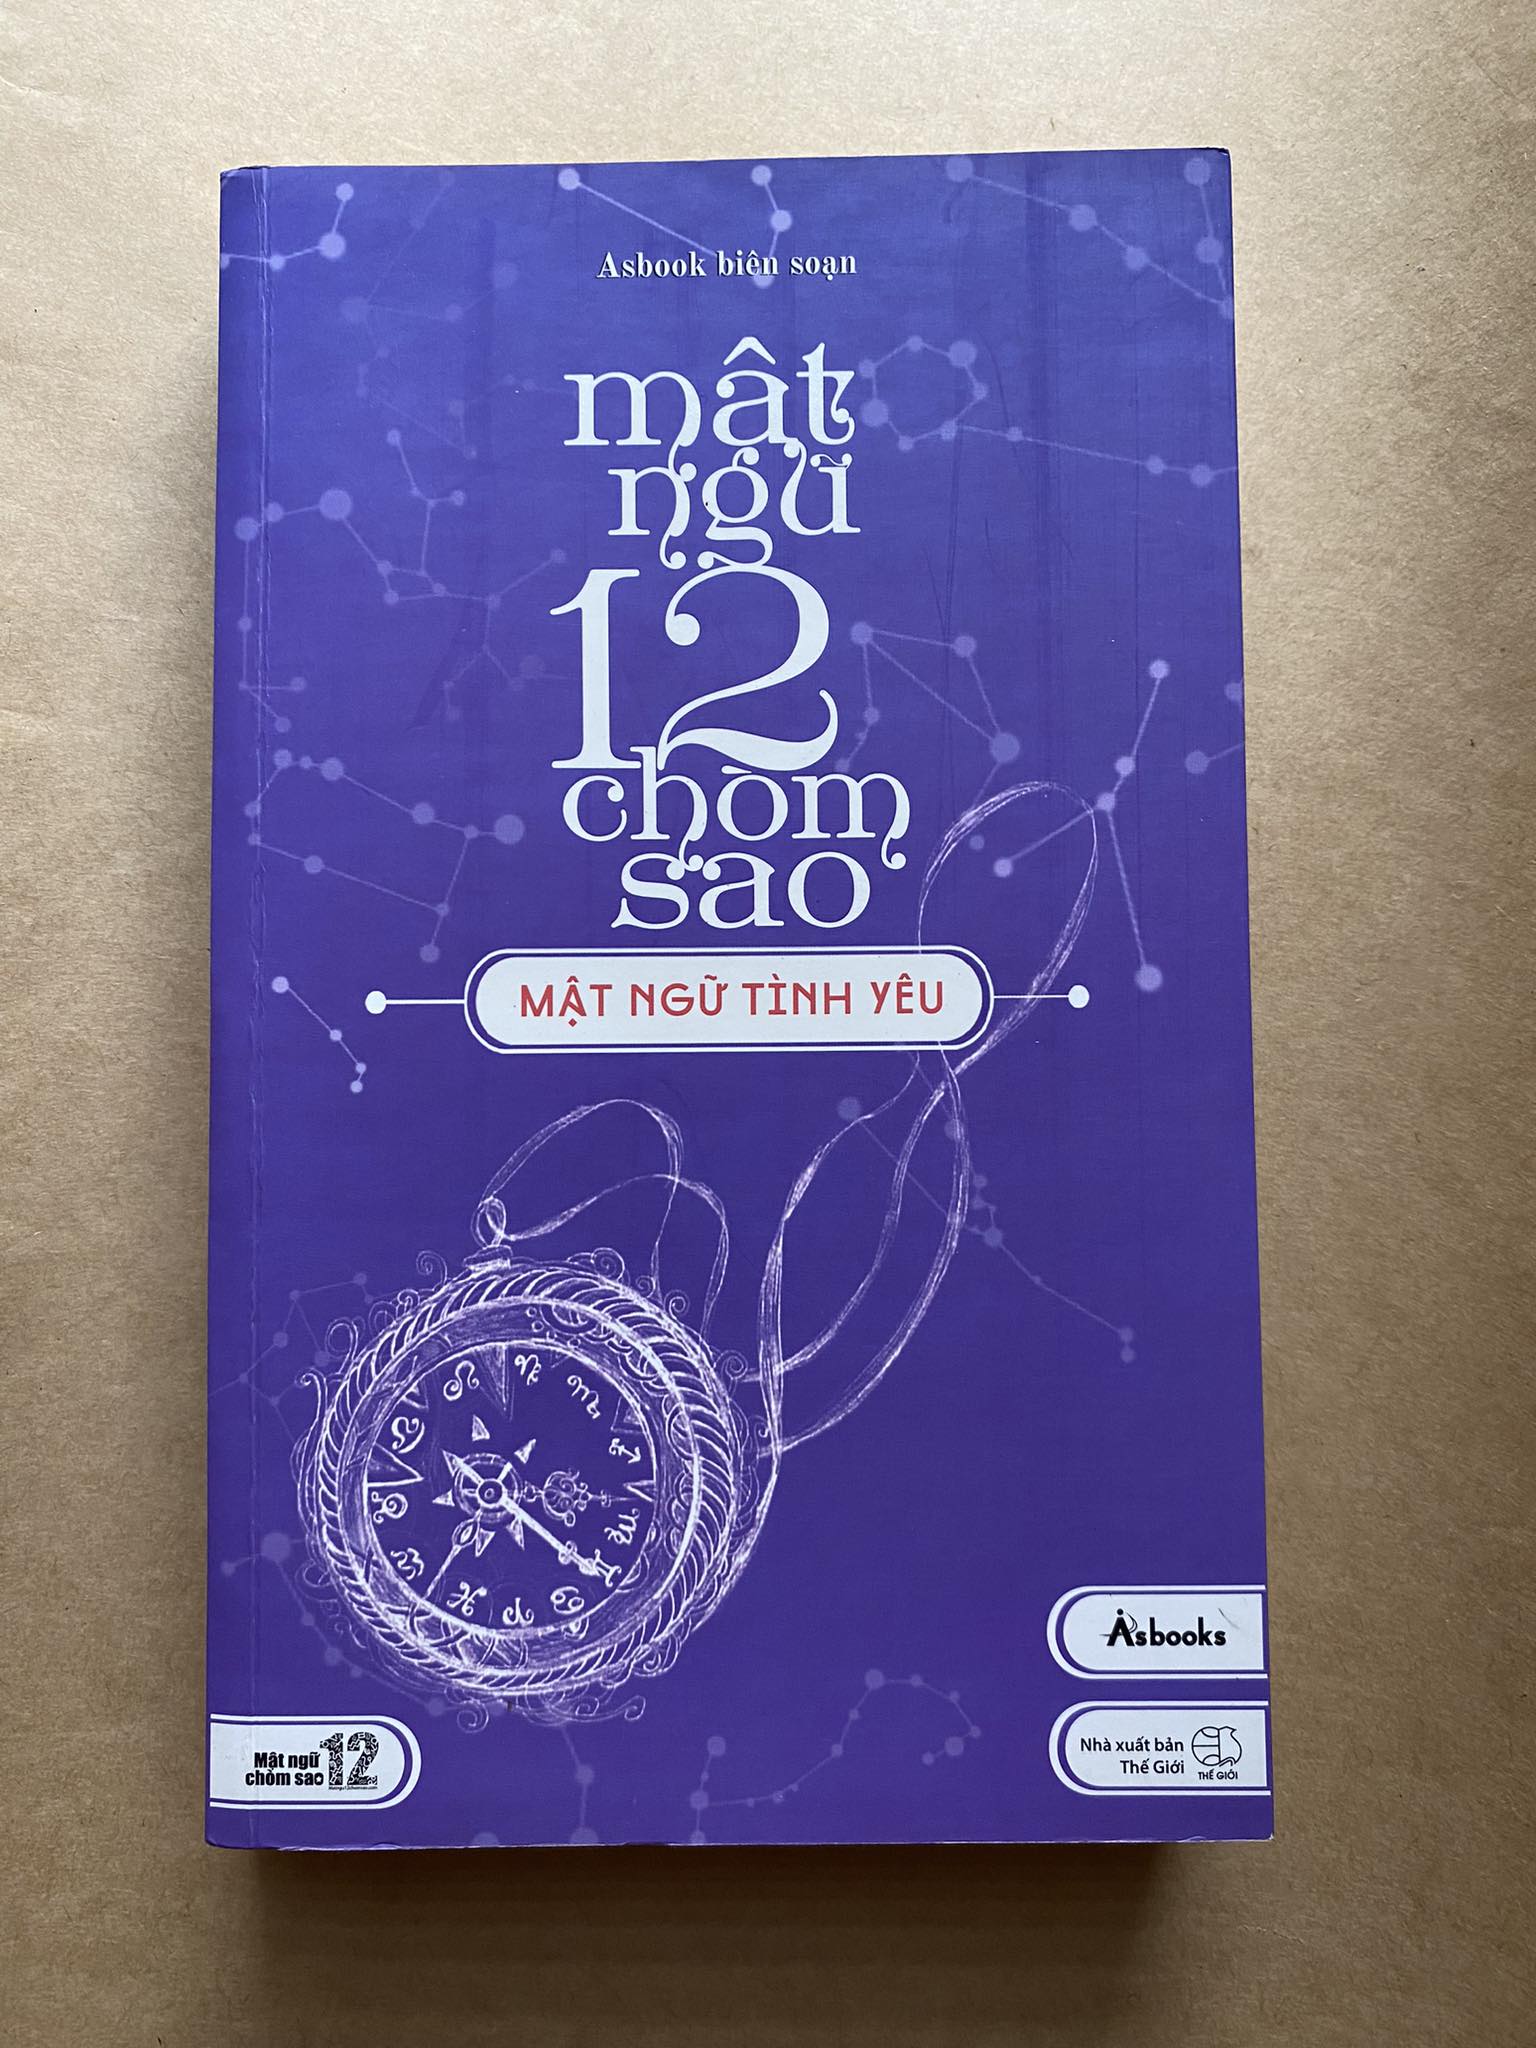 Asbook biên soạn
mật
ngữ
12
chòm
sao
MẬT NGỮ TÌNH YÊU
Asbooks
Mật ngữ 12
chòm sao
Nhà xuất bản
Thế Giới
THẾ GIỚI